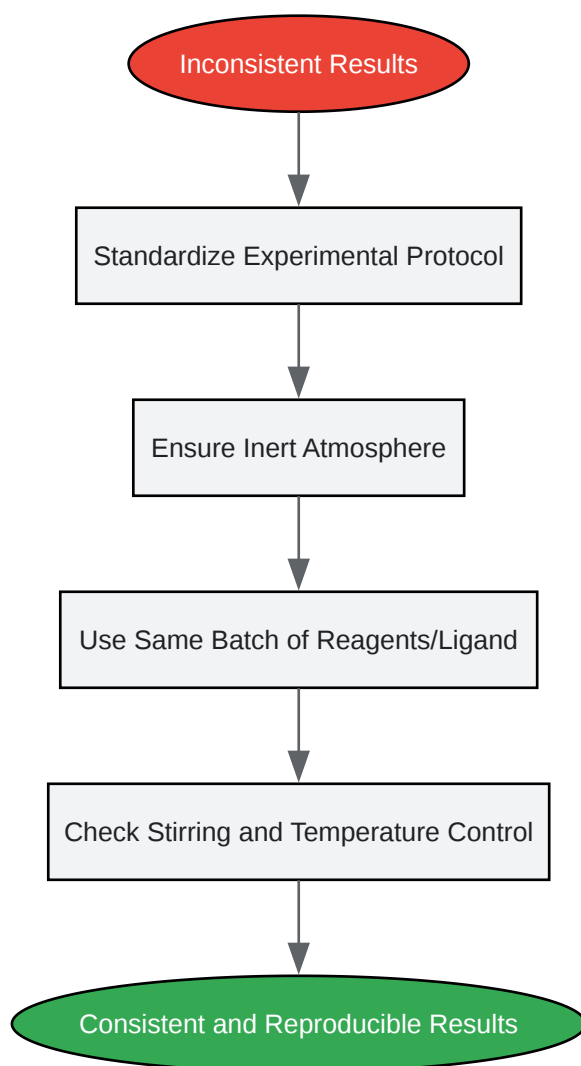 Inconsistent Results
Standardize Experimental Protocol
Ensure Inert Atmosphere
Use Same Batch of Reagents/Ligand
Check Stirring and Temperature Control
Consistent and Reproducible Results